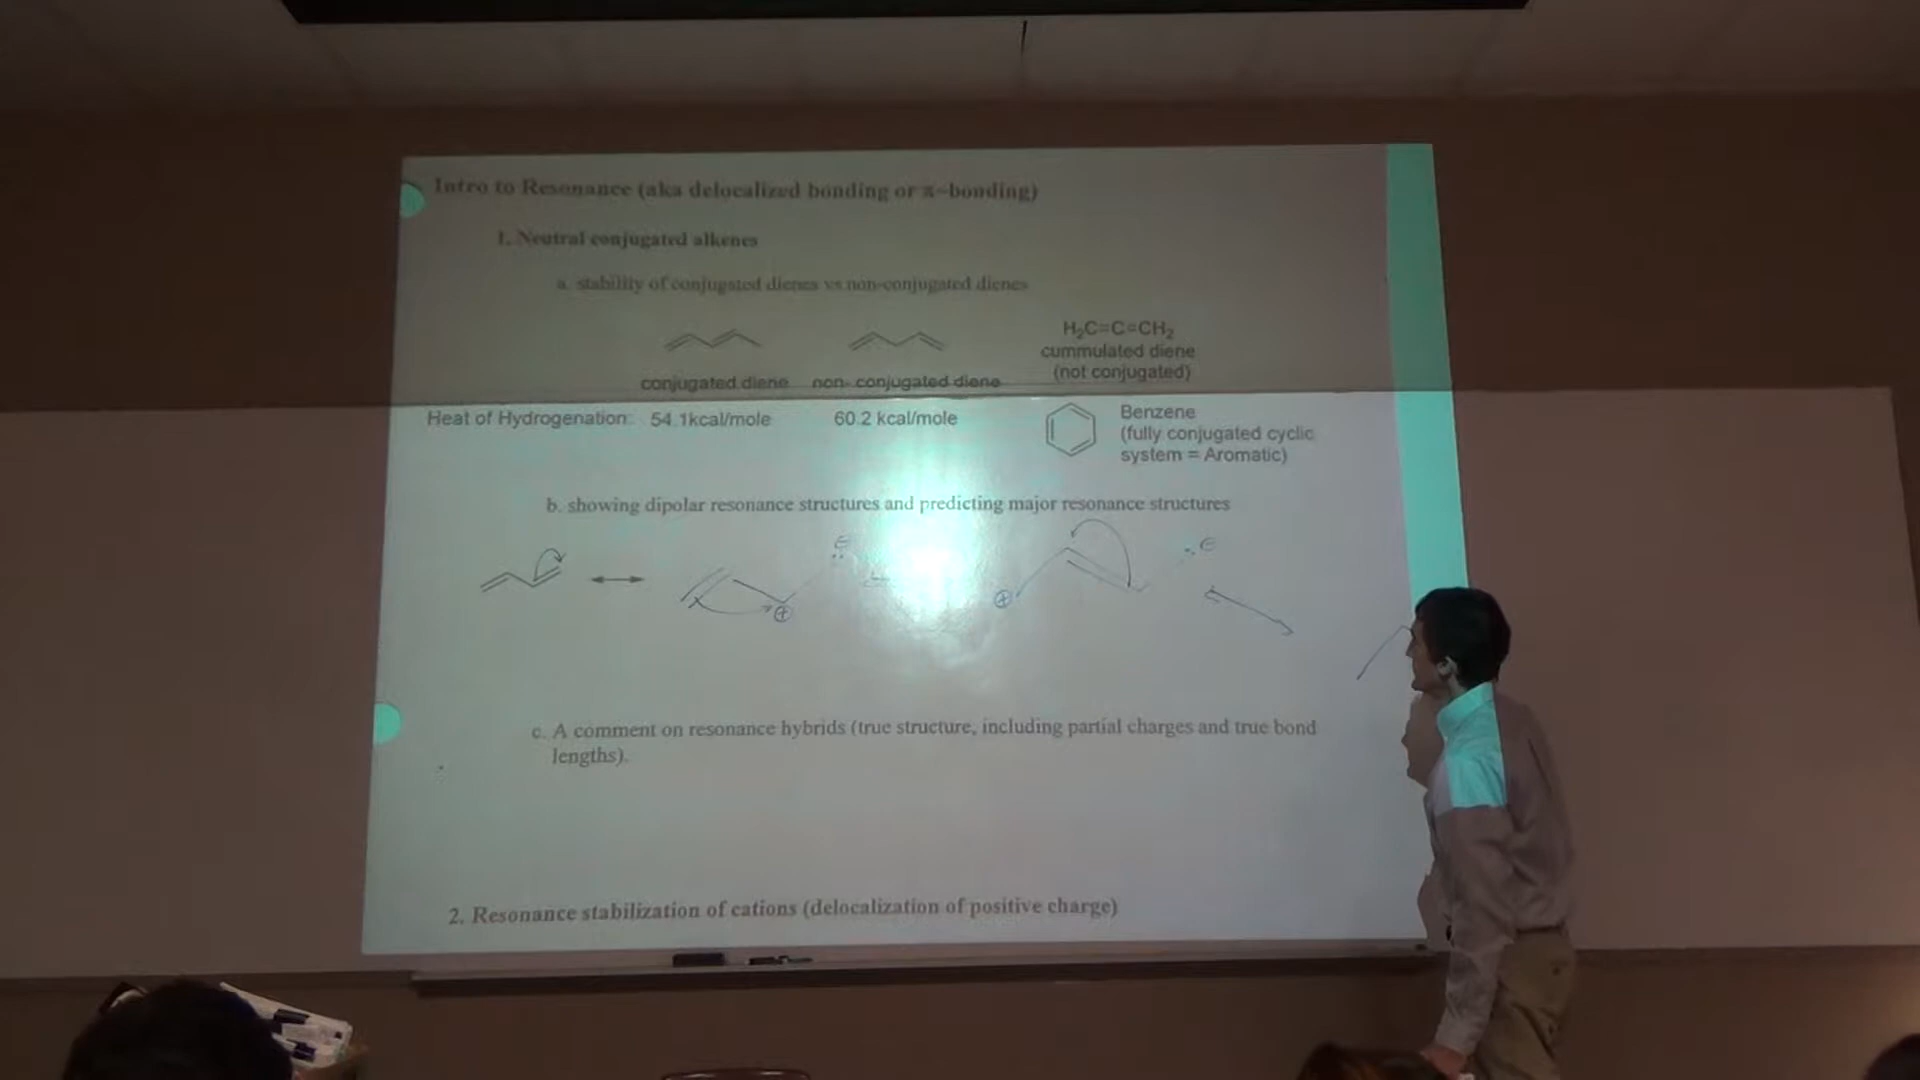 Intro to Resonance (aka delocalized bonding or π-bonding)
1. Neutral conjugated alkenes
a. stability of conjugated dienes vs non-conjugated dienes
H₂C=C=CH₂
cummulated diene
(not conjugated)
conjugated diene non- conjugated diene
Heat of Hydrogenation: 54.1kcal/mole 60.2 kcal/mole
Benzene
(fully conjugated cyclic
system = Aromatic)
b. showing dipolar resonance structures and predicting major resonance structures
⊕ ⊕
c. A comment on resonance hybrids (true structure, including partial charges and true bond
lengths).
2. Resonance stabilization of cations (delocalization of positive charge)